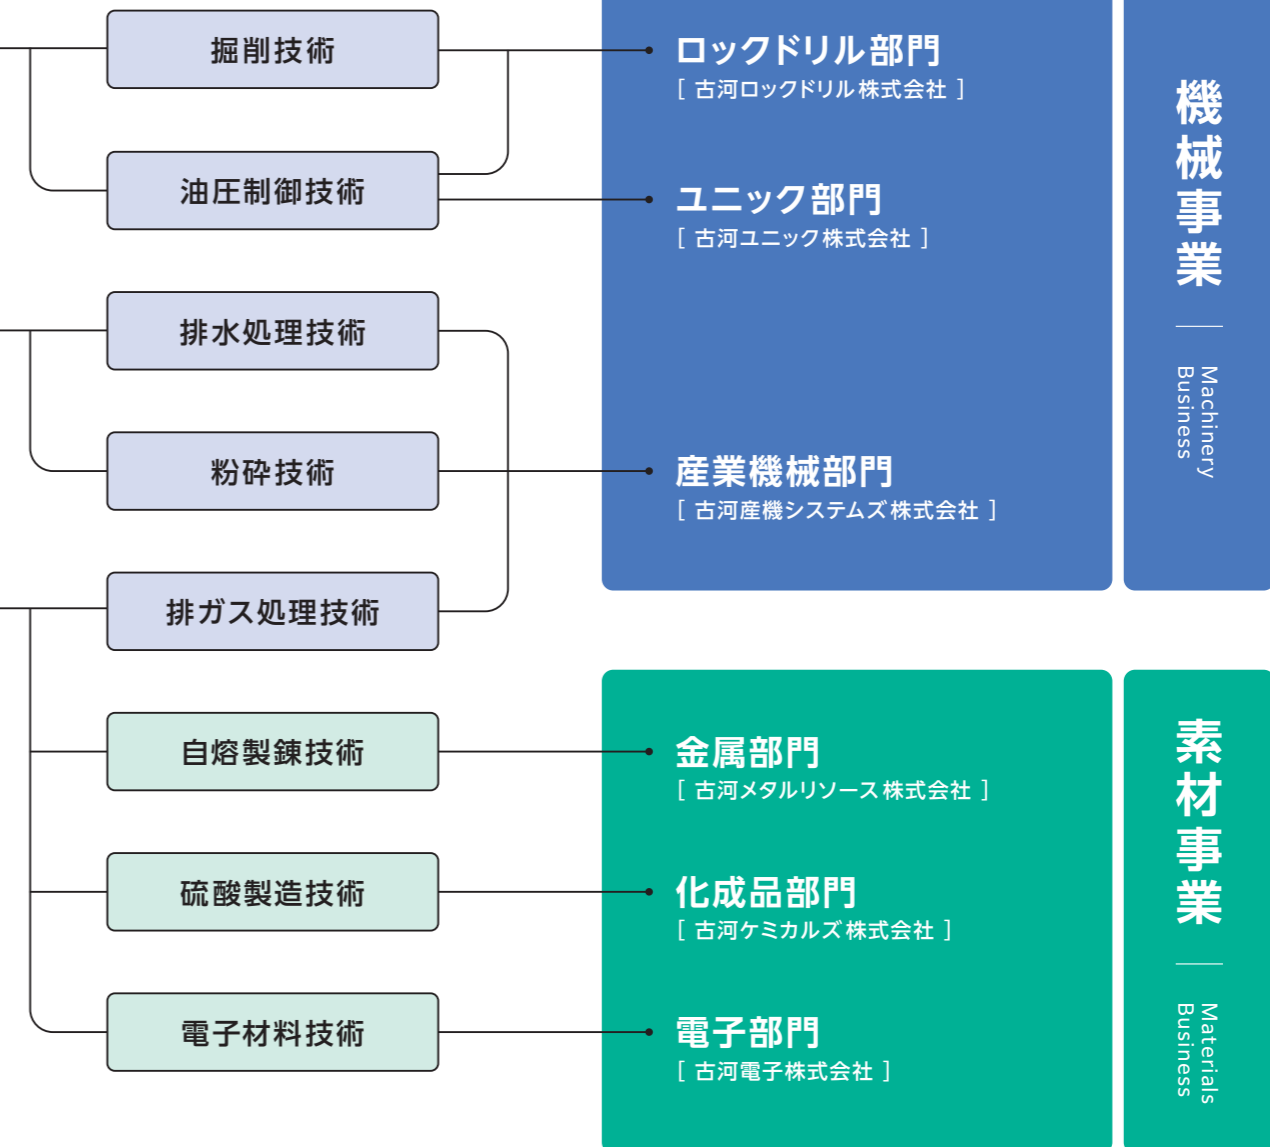 掘削技術
油圧制御技術
排水処理技術
粉砕技術
排ガス処理技術
自熔製錬技術
硫酸製造技術
電子材料技術
ロックドリル部門
[ 古河ロックドリル株式会社 ]
ユニック部門
[ 古河ユニック株式会社 ]
産業機械部門
[ 古河産機システムズ株式会社 ]
金属部門
[ 古河メタルリソース株式会社 ]
化成品部門
[ 古河ケミカルズ株式会社 ]
電子部門
[ 古河電子株式会社 ]
機械事業
Machinery
Business
素材事業
Materials
Business